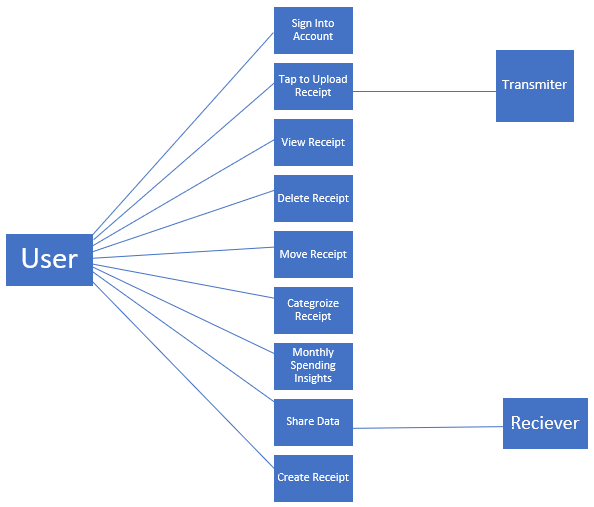 Sign Into
Account
Tap to Upload
Receipt
Transmiter
View Receipt
Delete Receipt
User
Move Receipt
Categroize
Receipt
Monthly
Spending
Insights
Share Data
Reciever
Create Receipt